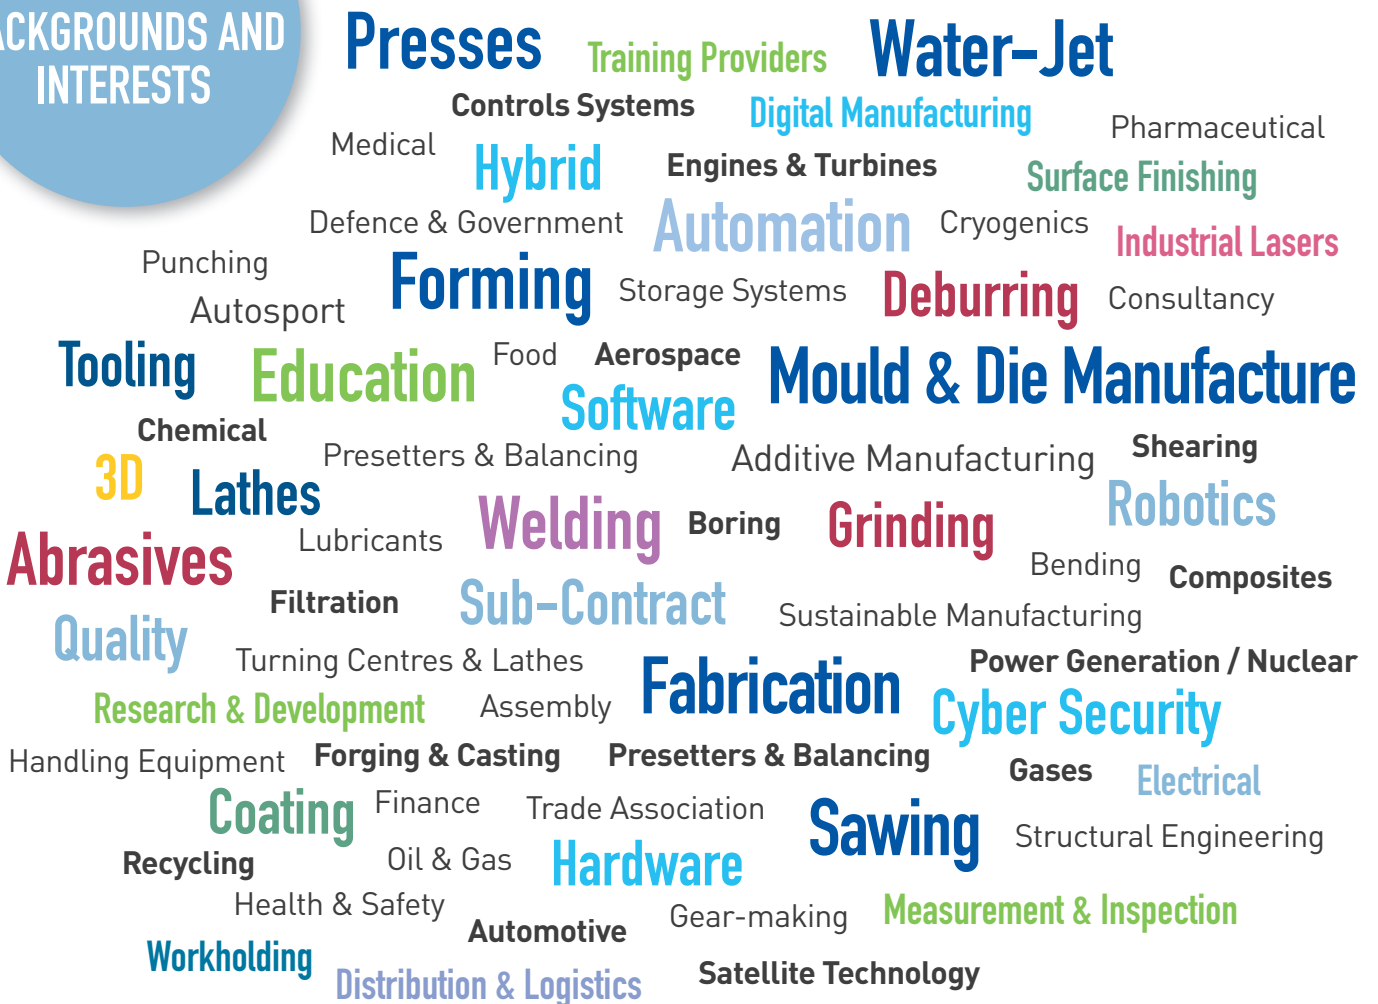 BACKGROUNDS AND
INTERESTS
Presses
Training Providers
Water-Jet
Controls Systems
Digital Manufacturing
Pharmaceutical
Medical
Hybrid
Engines & Turbines
Surface Finishing
Defence & Government
Automation
Cryogenics
Industrial Lasers
Punching
Forming
Storage Systems
Deburring
Consultancy
Autosport
Tooling
Education
Food
Aerospace
Mould & Die Manufacture
Software
Chemical
Presetters & Balancing
Additive Manufacturing
Shearing
3D
Lathes
Welding
Boring
Grinding
Robotics
Abrasives
Lubricants
Bending
Composites
Filtration
Sub-Contract
Sustainable Manufacturing
Quality
Turning Centres & Lathes
Fabrication
Power Generation / Nuclear
Research & Development
Assembly
Cyber Security
Handling Equipment
Forging & Casting
Presetters & Balancing
Gases
Electrical
Coating
Finance
Trade Association
Sawing
Structural Engineering
Recycling
Oil & Gas
Hardware
Health & Safety
Automotive
Gear-making
Measurement & Inspection
Workholding
Distribution & Logistics
Satellite Technology